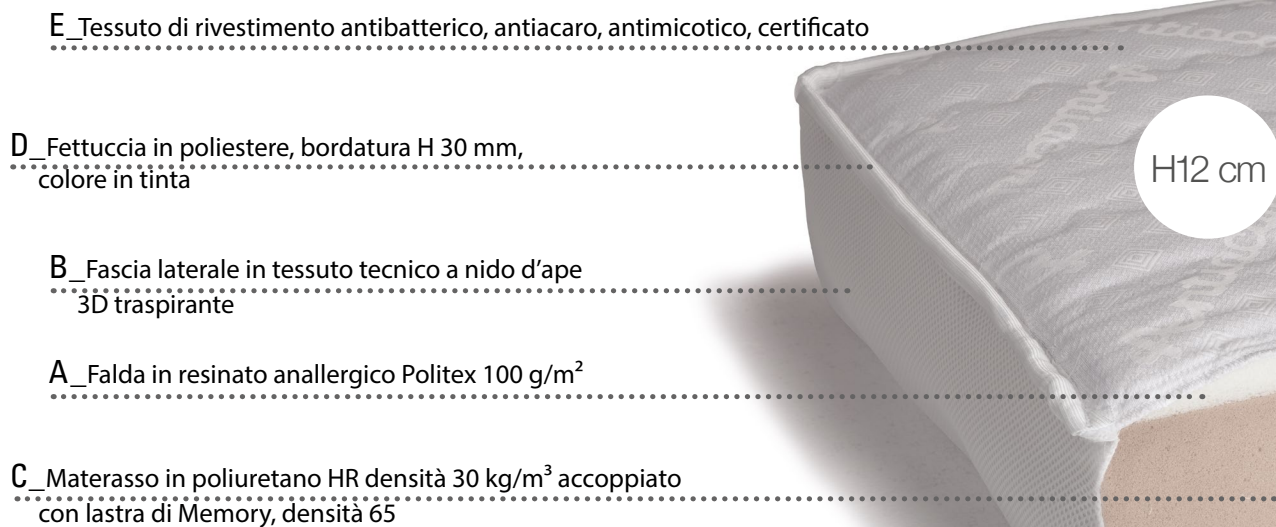 E_Tessuto di rivestimento antibatterico, antiacaro, antimicotico, certificato
D_Fettuccia in poliestere, bordatura H 30 mm,
colore in tinta
H12 cm
B_Fascia laterale in tessuto tecnico a nido d'ape
3D traspirante
A_Falda in resinato anallergico Politex 100 g/m²
C_Materasso in poliuretano HR densità 30 kg/m³ accoppiato
con lastra di Memory, densità 65